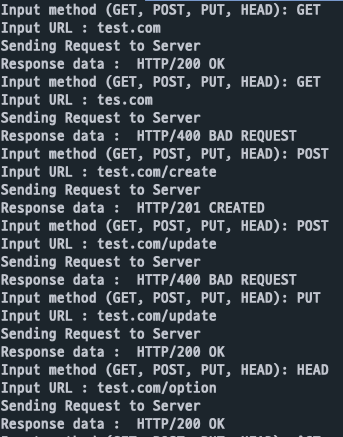 Input method (GET, POST, PUT, HEAD): GET
Input URL : test.com
Sending Request to Server
Response data :  HTTP/200 OK
Input method (GET, POST, PUT, HEAD): GET
Input URL : tes.com
Sending Request to Server
Response data :  HTTP/400 BAD REQUEST
Input method (GET, POST, PUT, HEAD): POST
Input URL : test.com/create
Sending Request to Server
Response data :  HTTP/201 CREATED
Input method (GET, POST, PUT, HEAD): POST
Input URL : test.com/update
Sending Request to Server
Response data :  HTTP/400 BAD REQUEST
Input method (GET, POST, PUT, HEAD): PUT
Input URL : test.com/update
Sending Request to Server
Response data :  HTTP/200 OK
Input method (GET, POST, PUT, HEAD): HEAD
Input URL : test.com/option
Sending Request to Server
Response data :  HTTP/200 OK